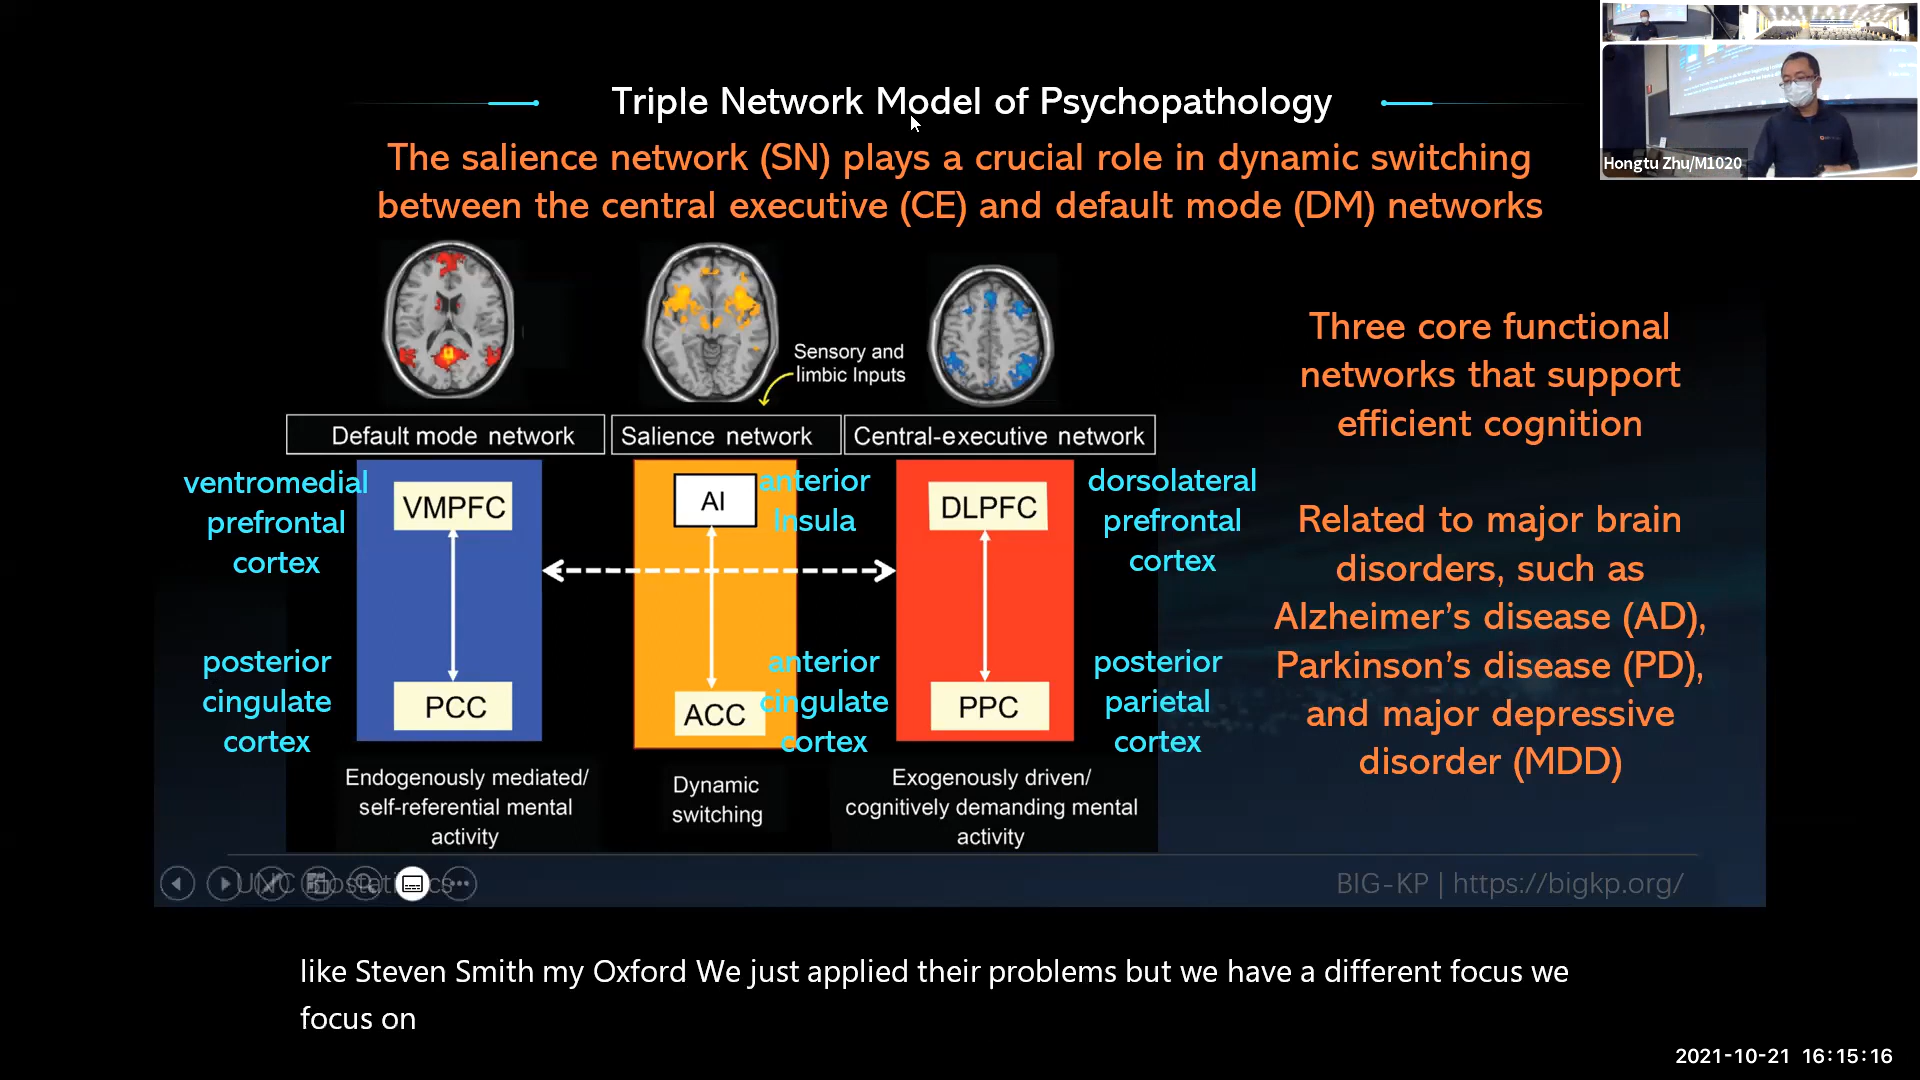 Triple Network Model of Psychopathology
The salience network (SN) plays a crucial role in dynamic switching
between the central executive (CE) and default mode (DM) networks
Hongtu Zhu/M1020
Sensory and
limbic Inputs
Default mode network
Salience network
Central-executive network
ventromedial
prefrontal
cortex
VMPFC
AI
anterior
Insula
DLPFC
dorsolateral
prefrontal
cortex
posterior
cingulate
cortex
PCC
ACC
anterior
cingulate
cortex
PPC
posterior
parietal
cortex
Endogenously mediated/
self-referential mental
activity
Dynamic
switching
Exogenously driven/
cognitively demanding mental
activity
Three core functional
networks that support
efficient cognition
Related to major brain
disorders, such as
Alzheimer’s disease (AD),
Parkinson’s disease (PD),
and major depressive
disorder (MDD)
UNC Biostatistics
BIG-KP | https://bigkp.org/
like Steven Smith my Oxford We just applied their problems but we have a different focus we
focus on
2021-10-21 16:15:16